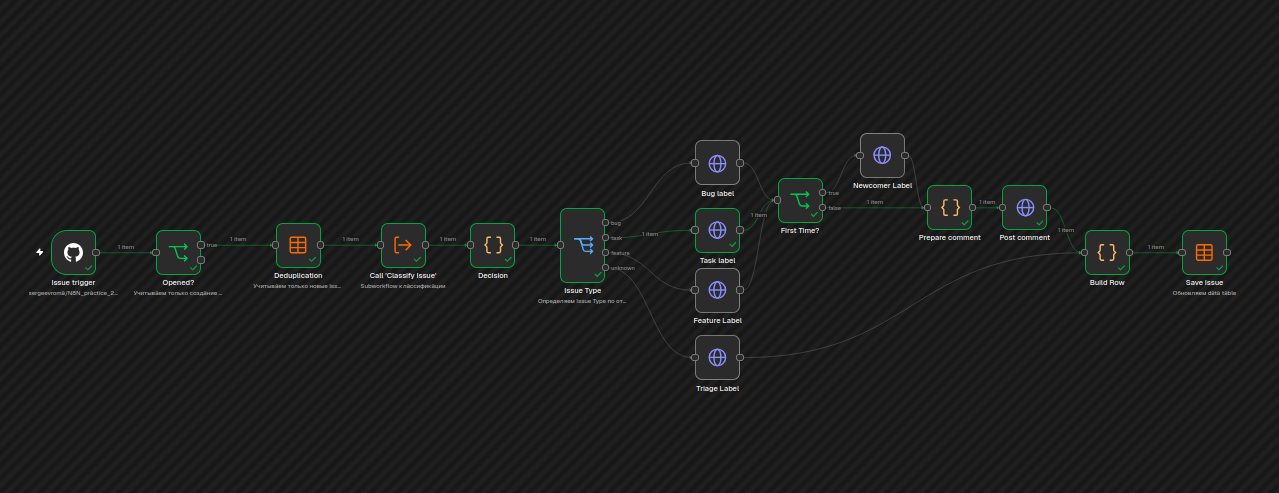 Issue trigger
sergeevroma/N8N_practice_2...
1 item
Opened?
Учитываем только создание ...
true
1 item
Deduplication
Учитываем только новые iss...
1 item
Call 'Classify Issue'
Subworkflow классификации
1 item
Decision
1 item
Issue Type
Определяем Issue Type по от...
bug
task
feature
unknown
1 item
Bug label
Task label
Feature Label
Triage Label
1 item
First Time?
true
false
Newcomer Label
1 item
Prepare comment
1 item
Post comment
1 item
Build Row
1 item
Save Issue
Обновляем data table